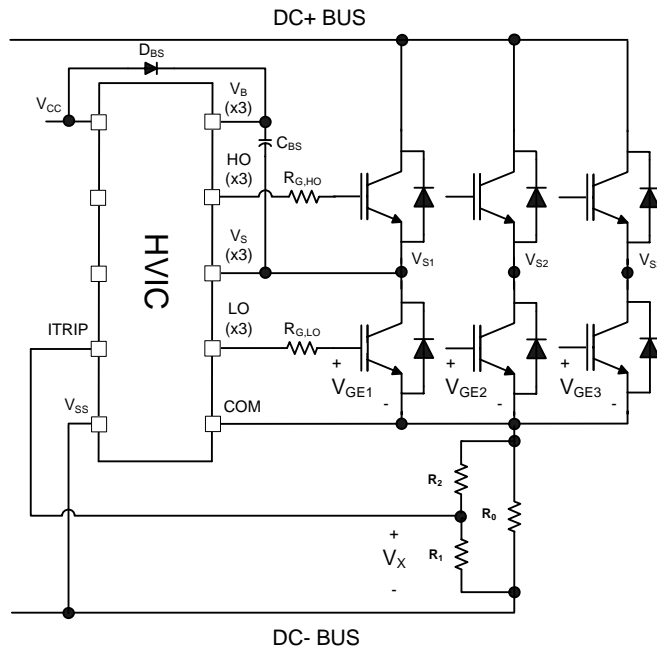 DC+ BUS
DBS
VCC
VB
(x3)
CBS
HO
(x3)
RG,HO
VS
(x3)
VS1
VS2
VS
HVIC
ITRIP
LO
(x3)
RG,LO
+
VGE1
-
+
VGE2
-
+
VGE3
-
VSS
COM
R2
R0
+
VX
-
R1
DC- BUS